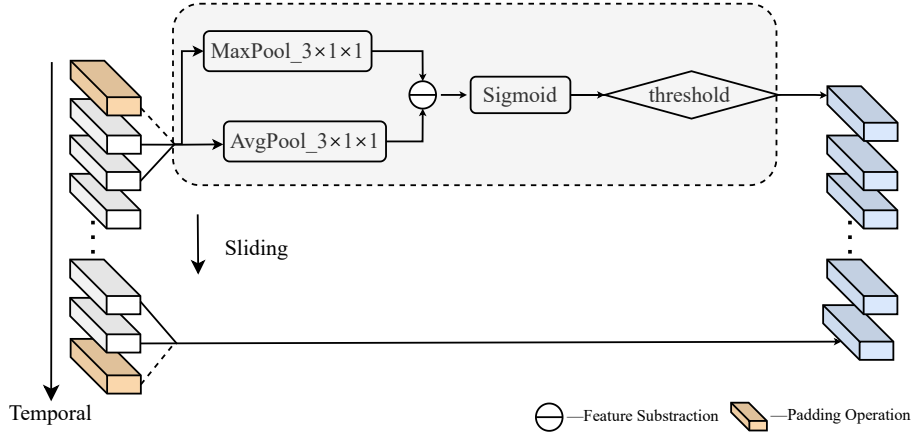 MaxPool_3×1×1
Sigmoid
threshold
AvgPool_3×1×1
Sliding
Temporal
—Feature Substraction
—Padding Operation